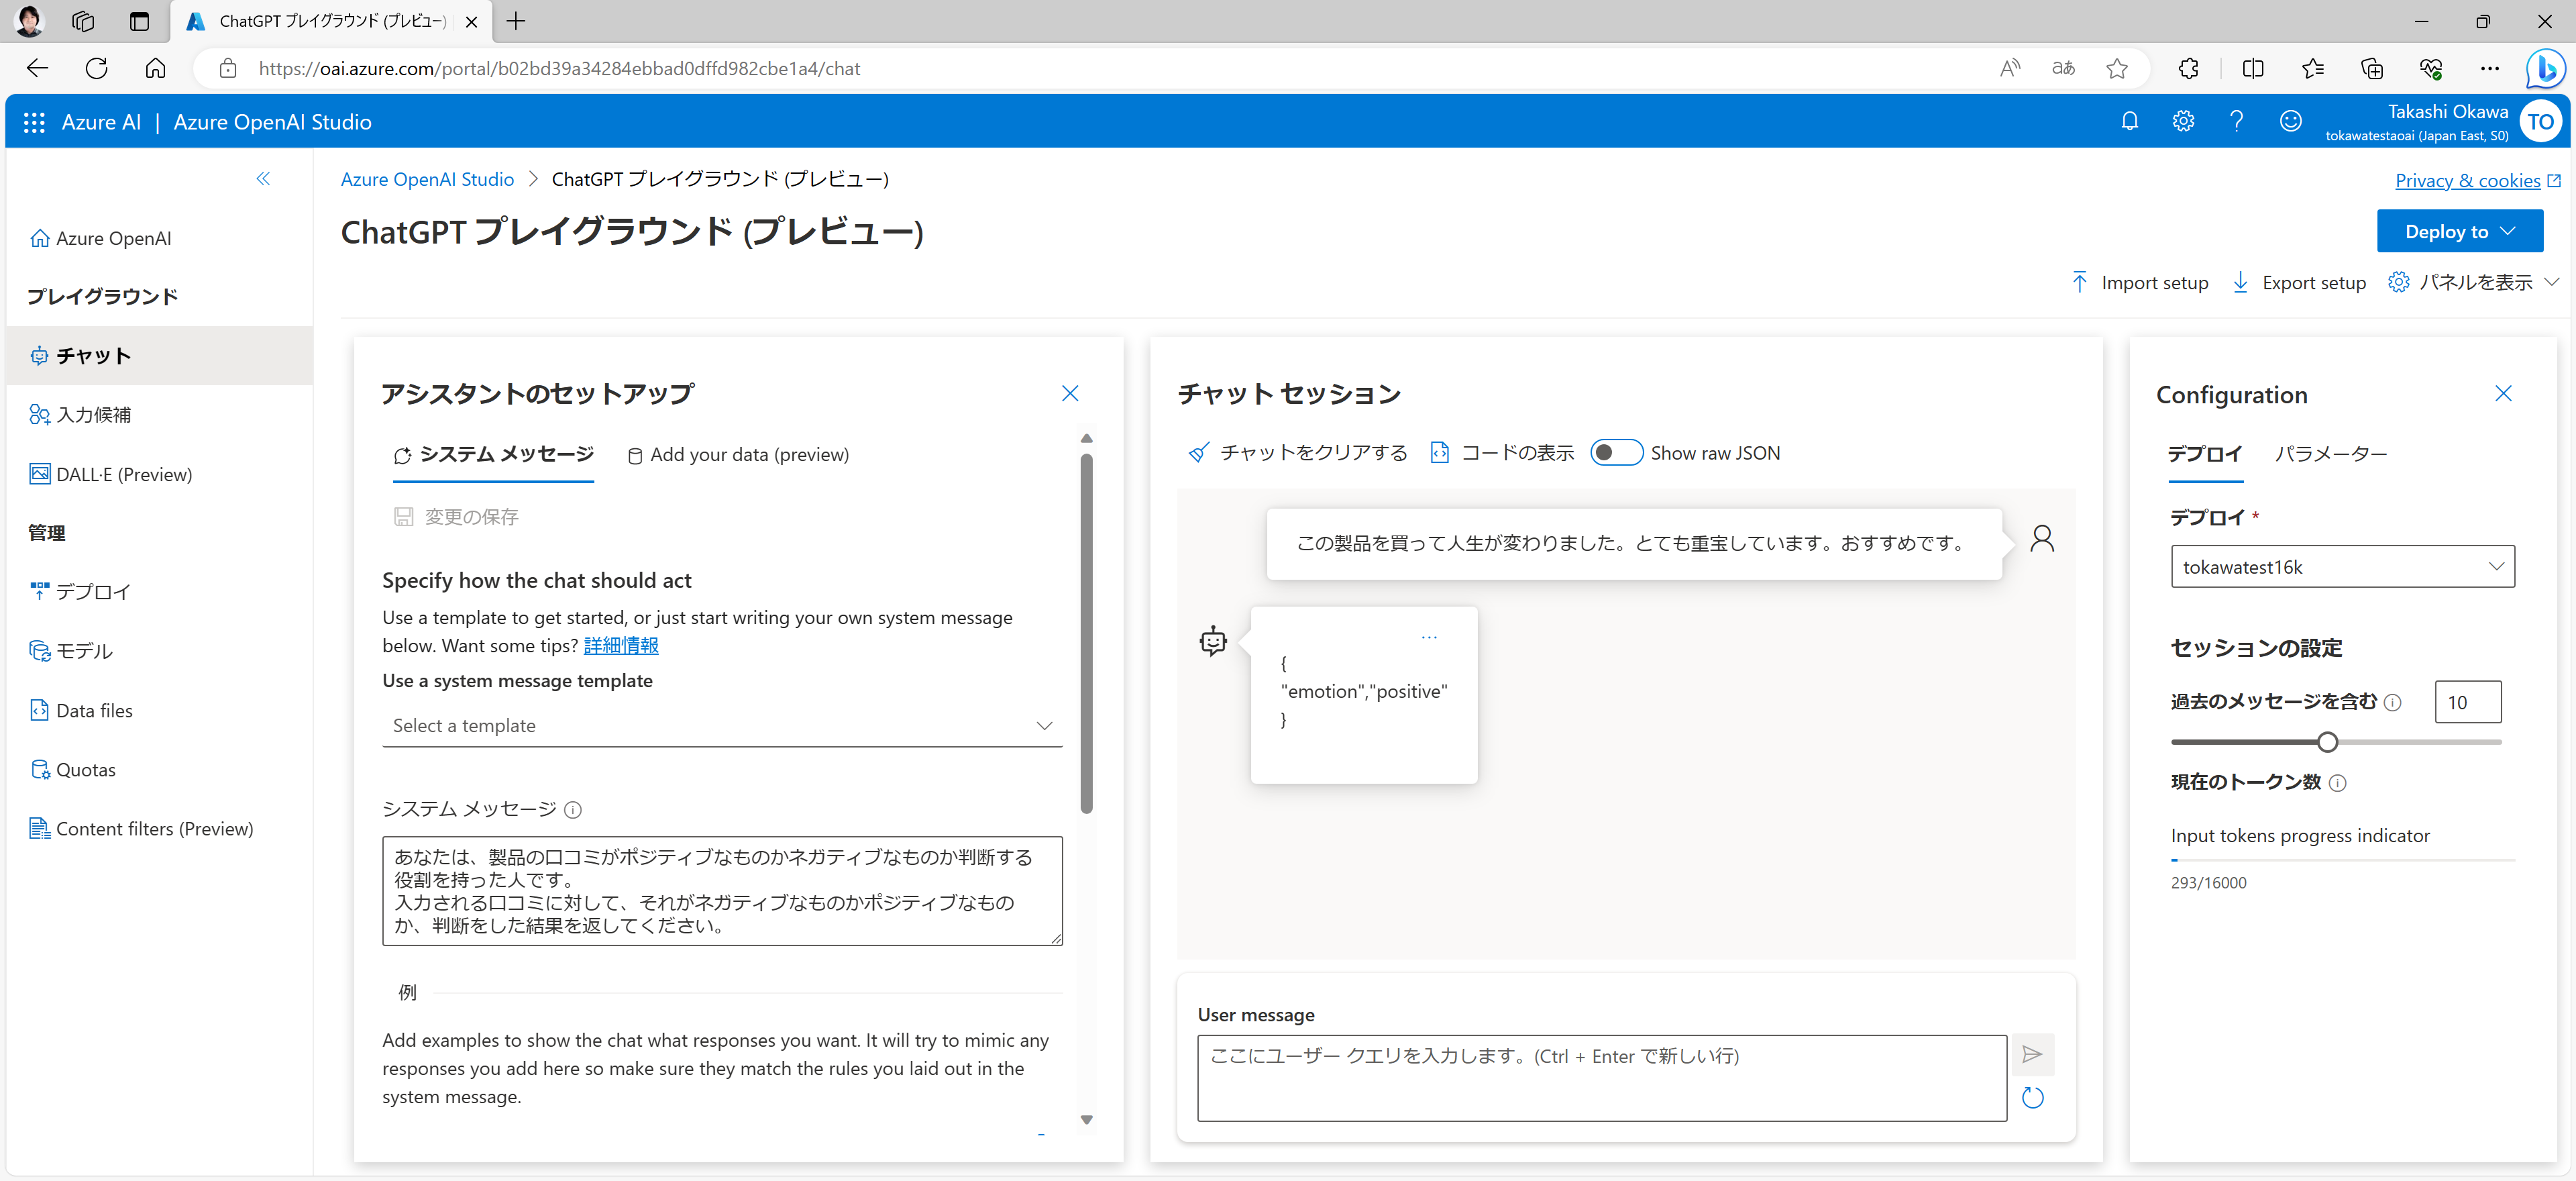 ChatGPT プレイグラウンド (プレビュー)
https://oai.azure.com/portal/b02bd39a34284ebbad0dffd982cbe1a4/chat
aあ
Azure AI | Azure OpenAI Studio
Takashi Okawa
tokawatestaoai (Japan East, S0)
TO
Azure OpenAI
プレイグラウンド
チャット
入力候補
DALL·E (Preview)
管理
デプロイ
モデル
Data files
Quotas
Content filters (Preview)
Azure OpenAI Studio > ChatGPT プレイグラウンド (プレビュー)
Privacy & cookies
ChatGPT プレイグラウンド (プレビュー)
Deploy to
Import setup
Export setup
パネルを表示
アシスタントのセットアップ
システム メッセージ
Add your data (preview)
変更の保存
Specify how the chat should act
Use a template to get started, or just start writing your own system message
below. Want some tips? 詳細情報
Use a system message template
Select a template
システム メッセージ
あなたは、製品の口コミがポジティブなものかネガティブなものか判断する
役割を持った人です。
入力される口コミに対して、それがネガティブなものかポジティブなもの
か、判断をした結果を返してください。
例
Add examples to show the chat what responses you want. It will try to mimic any
responses you add here so make sure they match the rules you laid out in the
system message.
チャット セッション
チャットをクリアする
コードの表示
Show raw JSON
この製品を買って人生が変わりました。とても重宝しています。おすすめです。
...
{
"emotion","positive"
}
User message
ここにユーザー クエリを入力します。(Ctrl + Enter で新しい行)
Configuration
デプロイ
パラメーター
デプロイ *
tokawatest16k
セッションの設定
過去のメッセージを含む
10
現在のトークン数
Input tokens progress indicator
293/16000